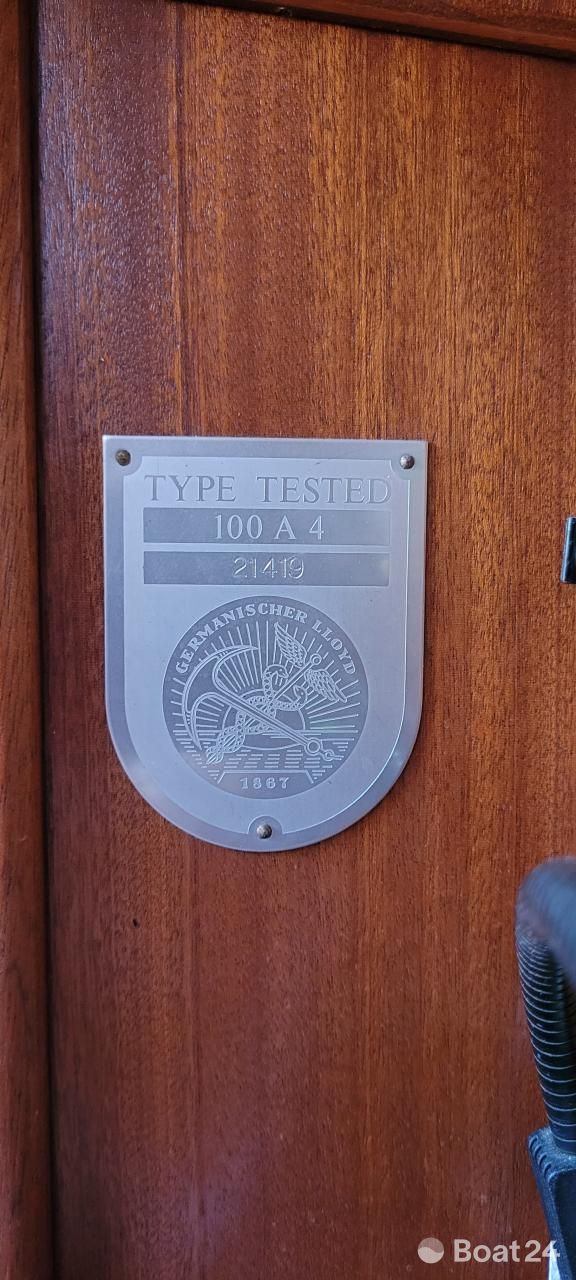 TYPE TESTED
100 A 4
21419
GERMANISCHER LLOYD
1867
Boat24